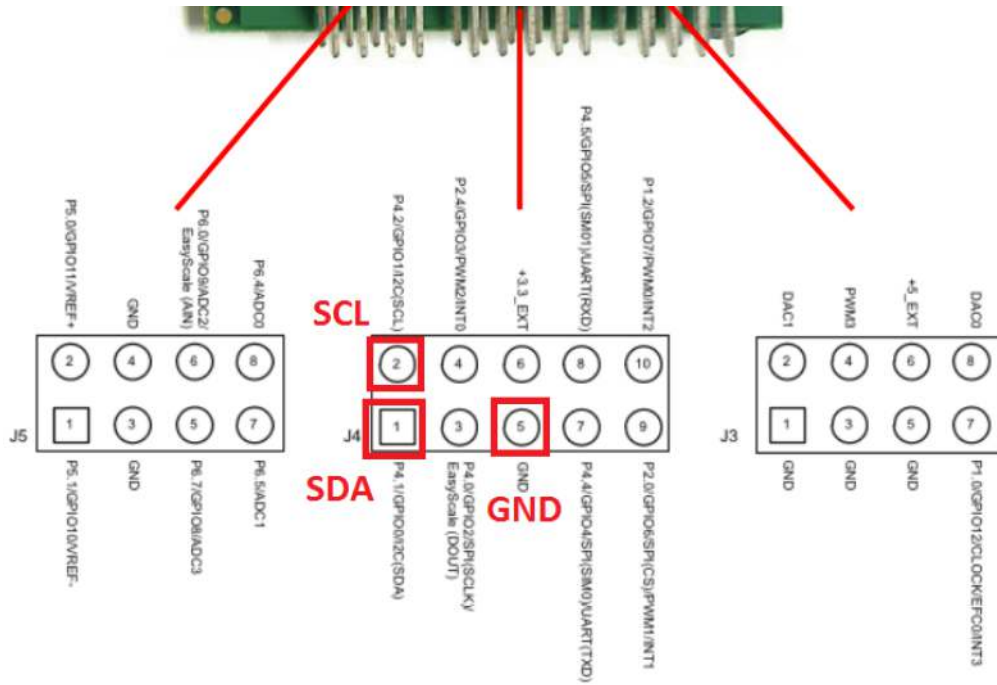 P5.0/GPIO11/VREF+
GND
P6.0/GPIO9/ADC2/
EasyScale (AIN)
P6.4/ADC0
2
4
6
8
J5
1
3
5
7
P5.1/GPIO10/VREF-
GND
P6.7/GPIO8/ADC3
P6.5/ADC1
P4.2/GPIO1/I2C(SCL)
P2.4/GPIO3/PWM2/INT0
+3.3_EXT
P4.5/GPIO5/SPI(SM01)/UART(RXD)
P1.2/GPIO7/PWM0/INT2
SCL
2
4
6
8
10
J4
1
3
5
7
9
SDA
P4.1/GPIO0/I2C(SDA)
P4.0/GPIO2/SPI(SCLK)/
EasyScale (DOUT)
GND
GND
P4.4/GPIO4/SPI(SIM0)/UART(TXD)
P2.0/GPIO6/SPI(CS)/PWM1/INT1
DAC1
PWM3
+5_EXT
DAC0
2
4
6
8
J3
1
3
5
7
GND
GND
GND
P1.0/GPIO12/CLOCK/EFC0/INT3